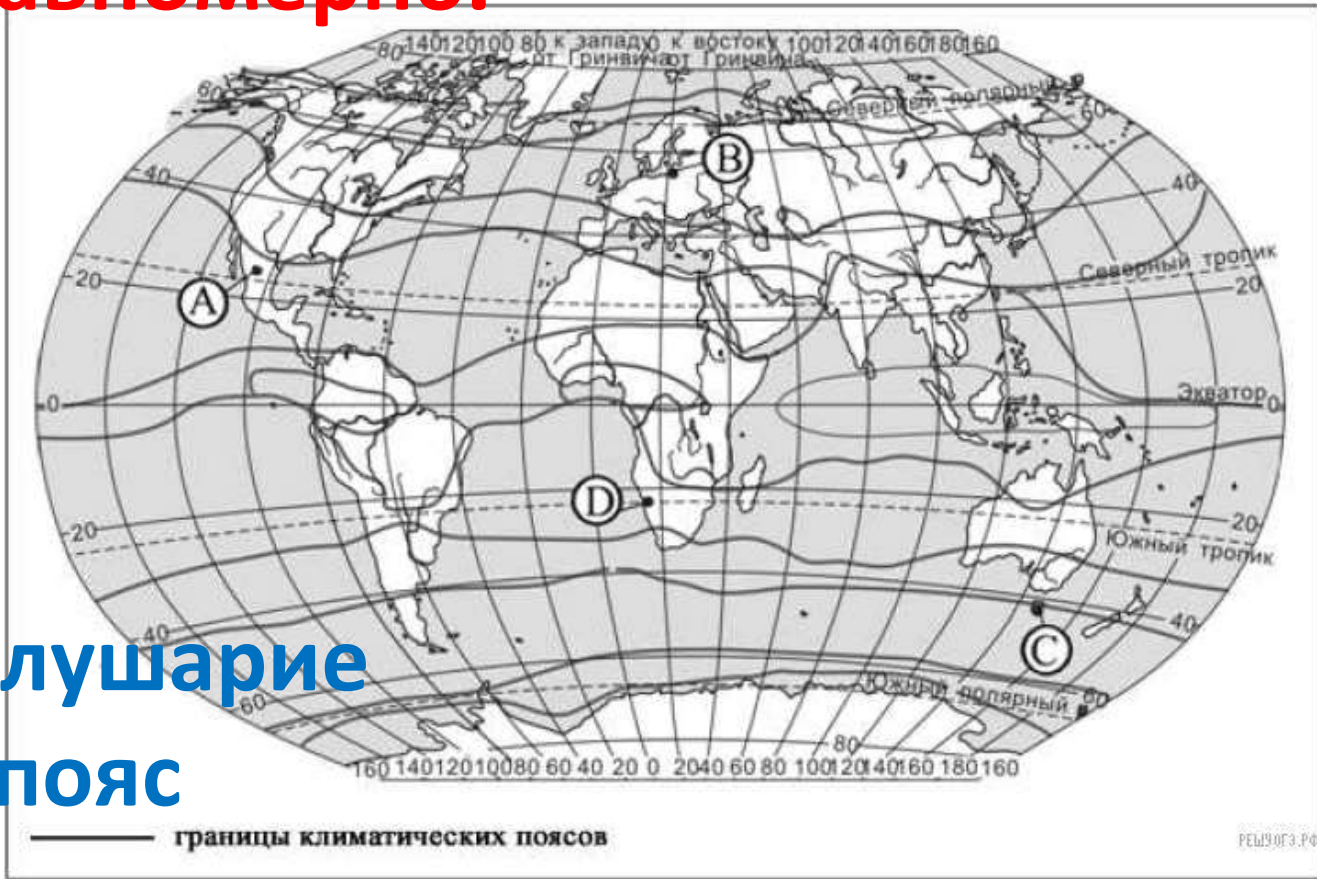 авномерно.
140 120 100 80 к западу 0 к востоку 100 120 140 160 180 160
80 от Гринвича от Гринвича
60 Северный полярный 60
B
40 40
Северный тропик
20 20
A
0 Экватор 0
D
20 20
Южный тропик
40 40
C
лушарие
60 Южный полярный 60
пояс
80
160 140 120 100 80 60 40 20 0 20 40 60 80 100 120 140 160 180 160
границы климатических поясов
РЕШУОГЭ.РФ